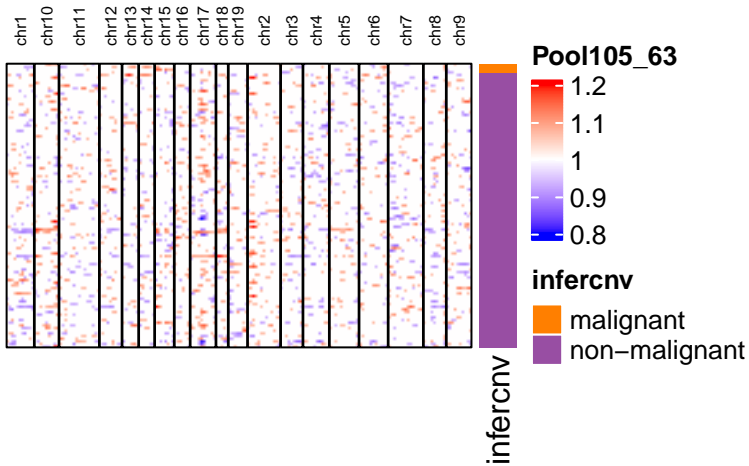 chr1
chr10
chr11
chr12
chr13
chr14
chr15
chr16
chr17
chr18
chr19
chr2
chr3
chr4
chr5
chr6
chr7
chr8
chr9
Pool105_63
1.2
1.1
1
0.9
0.8
infercnv
malignant
non−malignant
infercnv